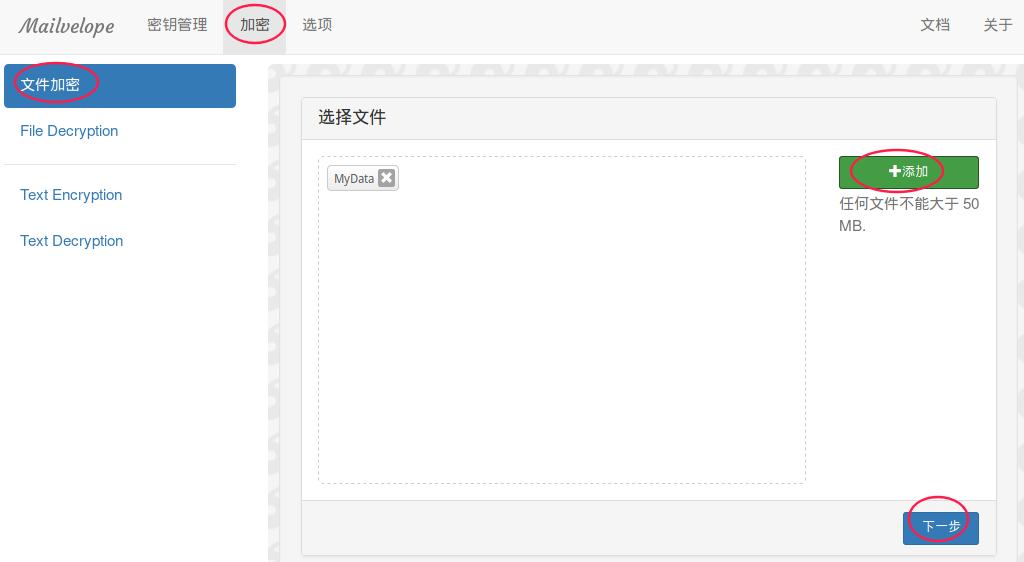 Mailvelope 密钥管理 加密 选项 文档 关于
文件加密
File Decryption
Text Encryption
Text Decryption
选择文件
MyData
添加
任何文件不能大于 50
MB.
下一步